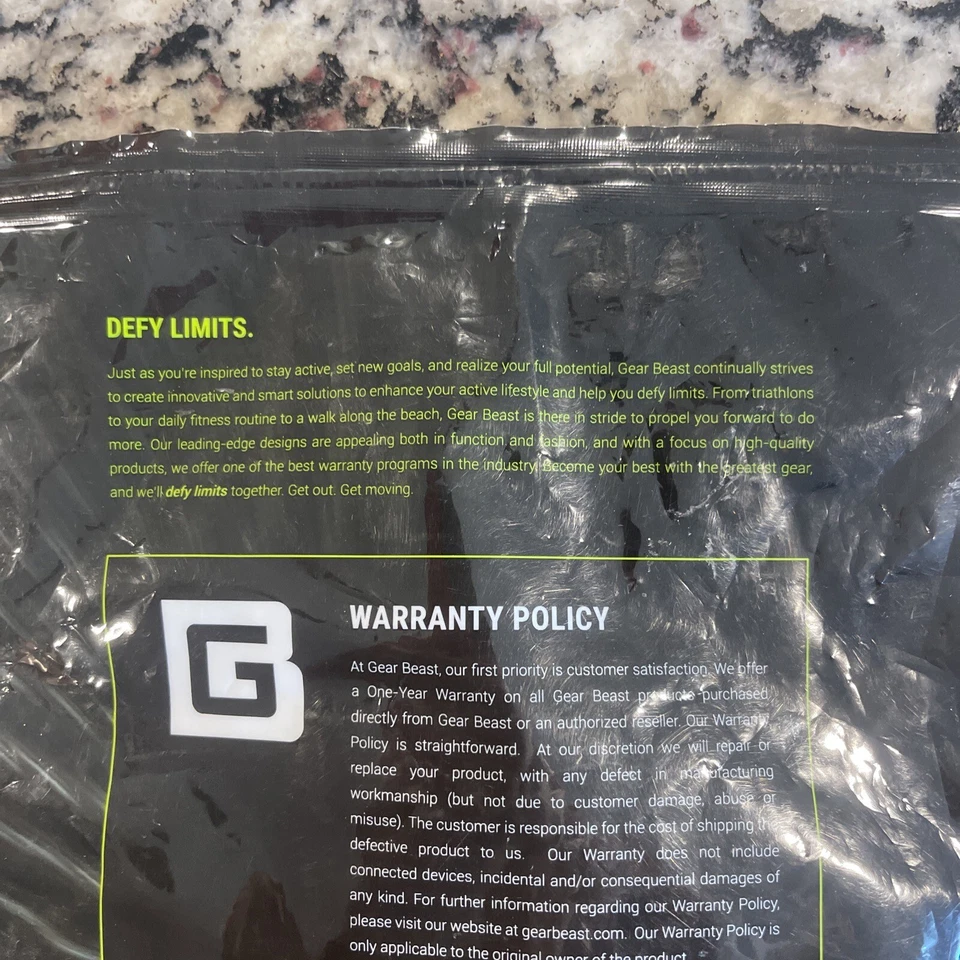 DEFY LIMITS.
Just as you're inspired to stay active, set new goals, and realize your full potential, Gear Beast continually strives
to create innovative and smart solutions to enhance your active lifestyle and help you defy limits. From triathlons
to your daily fitness routine to a walk along the beach, Gear Beast is there in stride to propel you forward to do
more. Our leading-edge designs are appealing both in function and fashion, and with a focus on high-quality
products, we offer one of the best warranty programs in the industry. Become your best with the greatest gear,
and we'll defy limits together. Get out. Get moving.
GB
WARRANTY POLICY
At Gear Beast, our first priority is customer satisfaction. We offer
a One-Year Warranty on all Gear Beast products purchased
directly from Gear Beast or an authorized reseller. Our Warranty
Policy is straightforward. At our discretion we will repair or
replace your product, with any defect in manufacturing
workmanship (but not due to customer damage, abuse or
misuse). The customer is responsible for the cost of shipping the
defective product to us. Our Warranty does not include
connected devices, incidental and/or consequential damages of
any kind. For further information regarding our Warranty Policy,
please visit our website at gearbeast.com. Our Warranty Policy is
only applicable to the original owner of the product.